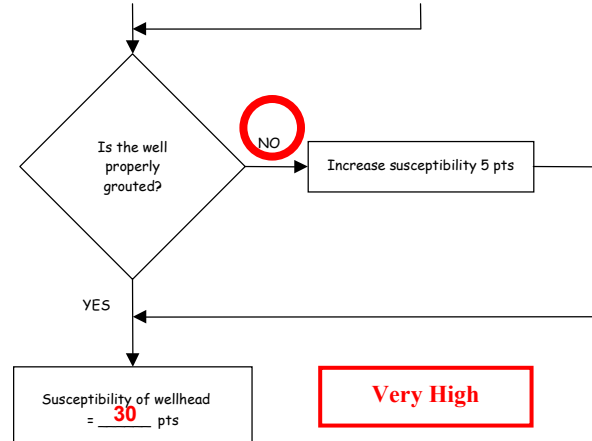 Is the well
properly
grouted?
NO
Increase susceptibility 5 pts
YES
Susceptibility of wellhead
= 30 pts
Very High